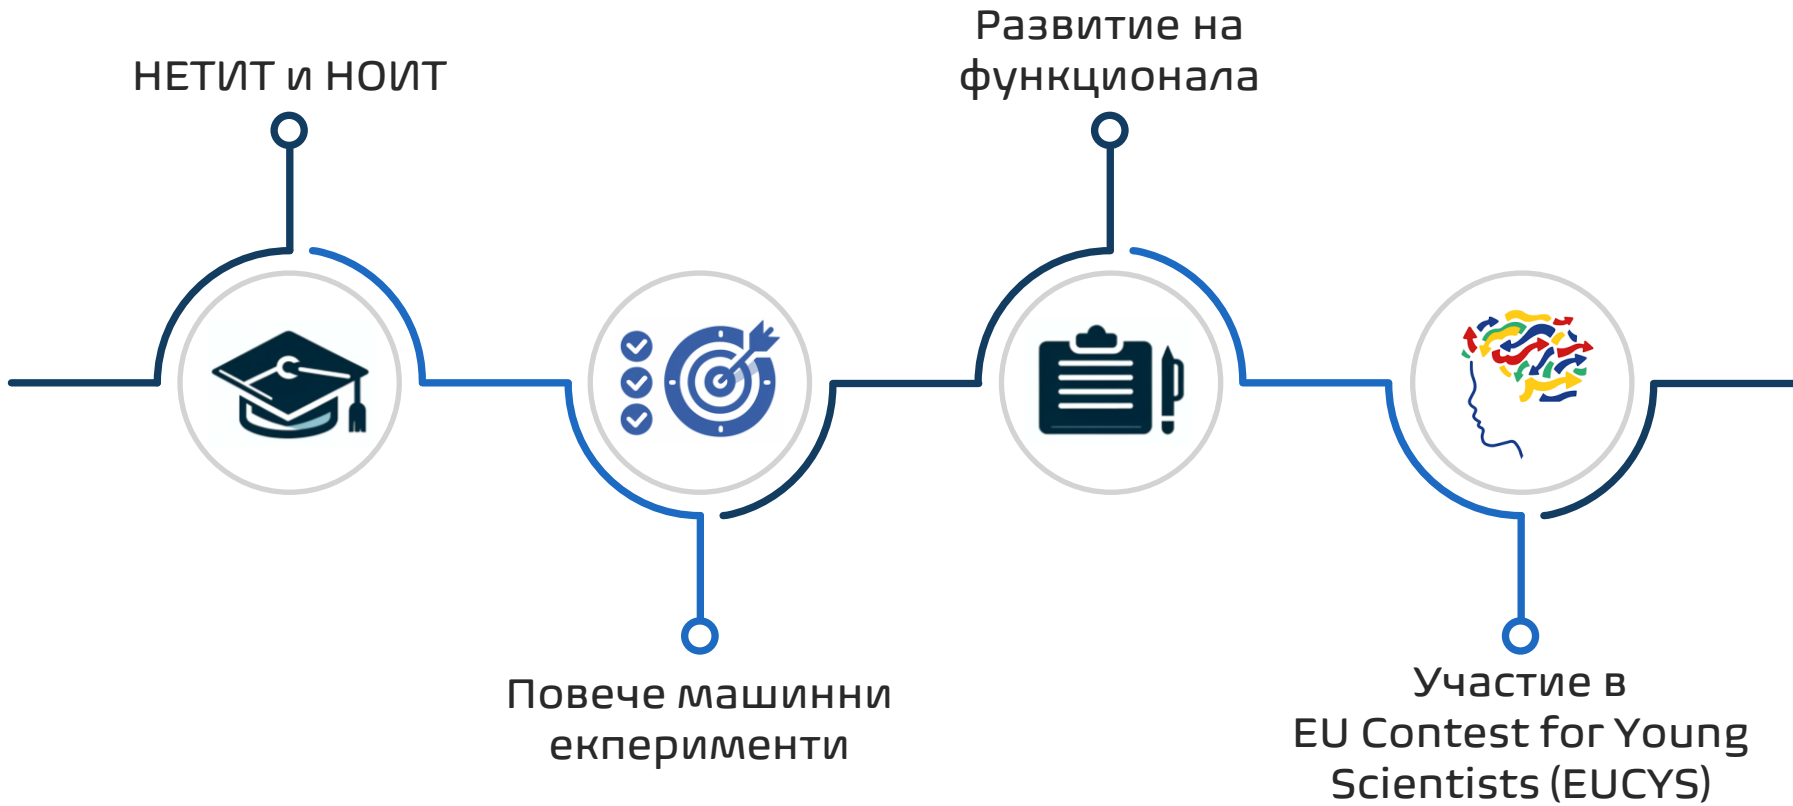 НЕТИТ и НОИТ
Повече машинни
екперименти
Развитие на
функционала
Участие в
EU Contest for Young
Scientists (EUCYS)